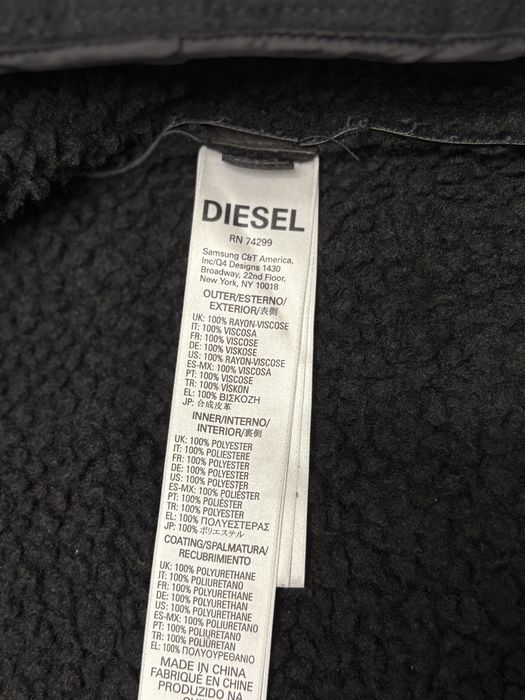 DIESEL
RN 74299
Samsung C&T America,
Inc/Q4 Designs 1430
Broadway, 22nd Floor,
New York, NY 10018
OUTER/ESTERNO/
EXTERIOR/表側
UK: 100% RAYON-VISCOSE
IT: 100% VISCOSA
FR: 100% VISCOSE
DE: 100% VISKOSE
US: 100% RAYON-VISCOSE
ES-MX: 100% VISCOSA
PT: 100% VISCOSE
TR: 100% VİSKON
EL: 100% ΒΙΣΚΟΖΗ
JP: 合成皮革
INNER/INTERNO/
INTERIOR/裏側
UK: 100% POLYESTER
IT: 100% POLIESTERE
FR: 100% POLYESTER
DE: 100% POLYESTER
US: 100% POLYESTER
ES-MX: 100% POLIÉSTER
PT: 100% POLIÉSTER
TR: 100% POLYESTER
EL: 100% ΠΟΛΥΕΣΤΕΡΑΣ
JP: 100% ポリエステル
COATING/SPALMATURA/
RECUBRIMIENTO
UK: 100% POLYURETHANE
IT: 100% POLIURETANO
FR: 100% POLYURETHANE
DE: 100% POLYURETHAN
US: 100% POLYURETHANE
ES-MX: 100% POLIURETANO
PT: 100% POLIURETANO
TR: 100% POLİÜRETAN
EL: 100% ΠΟΛΥΟΥΡΕΘΑΝΙΟ
MADE IN CHINA
FABRIQUÉ EN CHINE
PRODUZIDO NA